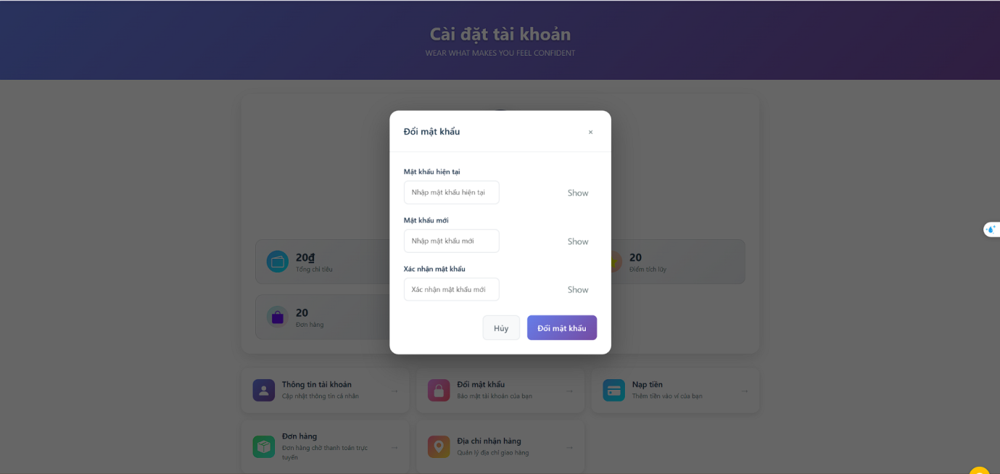 Cài đặt tài khoản
WEAR WHAT MAKES YOU FEEL CONFIDENT
Đổi mật khẩu
×
Mật khẩu hiện tại
Nhập mật khẩu hiện tại
Show
Mật khẩu mới
Nhập mật khẩu mới
Show
Xác nhận mật khẩu
Xác nhận mật khẩu mới
Show
Hủy
Đổi mật khẩu
20₫
Tổng chi tiêu
20
Điểm tích lũy
20
Đơn hàng
Thông tin tài khoản
Cập nhật thông tin cá nhân
→
Đổi mật khẩu
Bảo mật tài khoản của bạn
→
Nạp tiền
Thêm tiền vào ví của bạn
→
Đơn hàng
Đơn hàng chờ thanh toán trực
tuyến
→
Địa chỉ nhận hàng
Quản lý địa chỉ giao hàng
→